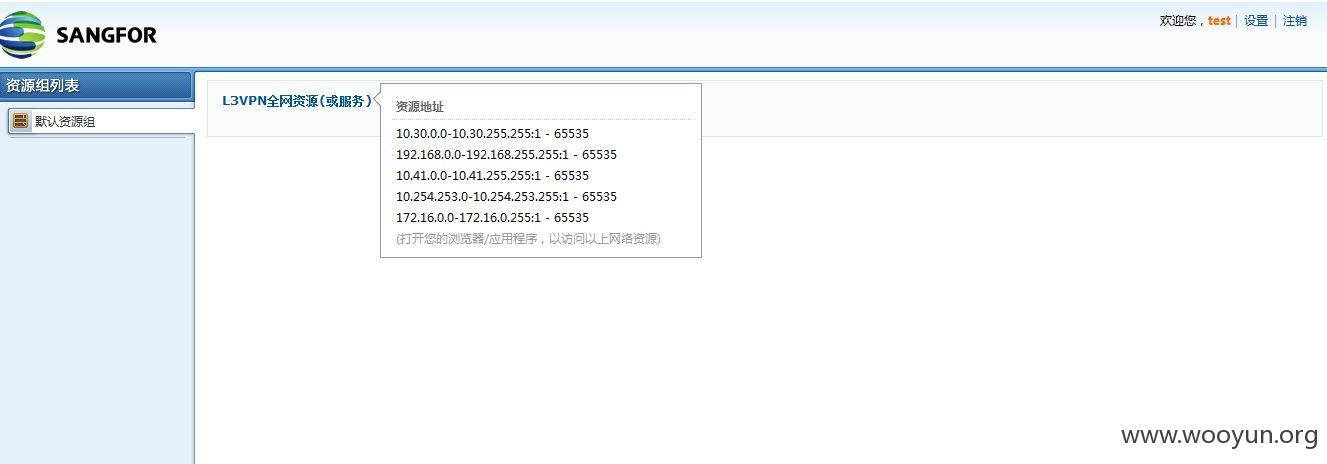 SANGFOR
欢迎您，test | 设置 | 注销
资源组列表
默认资源组
L3VPN全网资源(或服务)
资源地址
10.30.0.0-10.30.255.255:1 - 65535
192.168.0.0-192.168.255.255:1 - 65535
10.41.0.0-10.41.255.255:1 - 65535
10.254.253.0-10.254.253.255:1 - 65535
172.16.0.0-172.16.0.255:1 - 65535
(打开您的浏览器/应用程序，以访问以上网络资源)
www.wooyun.org